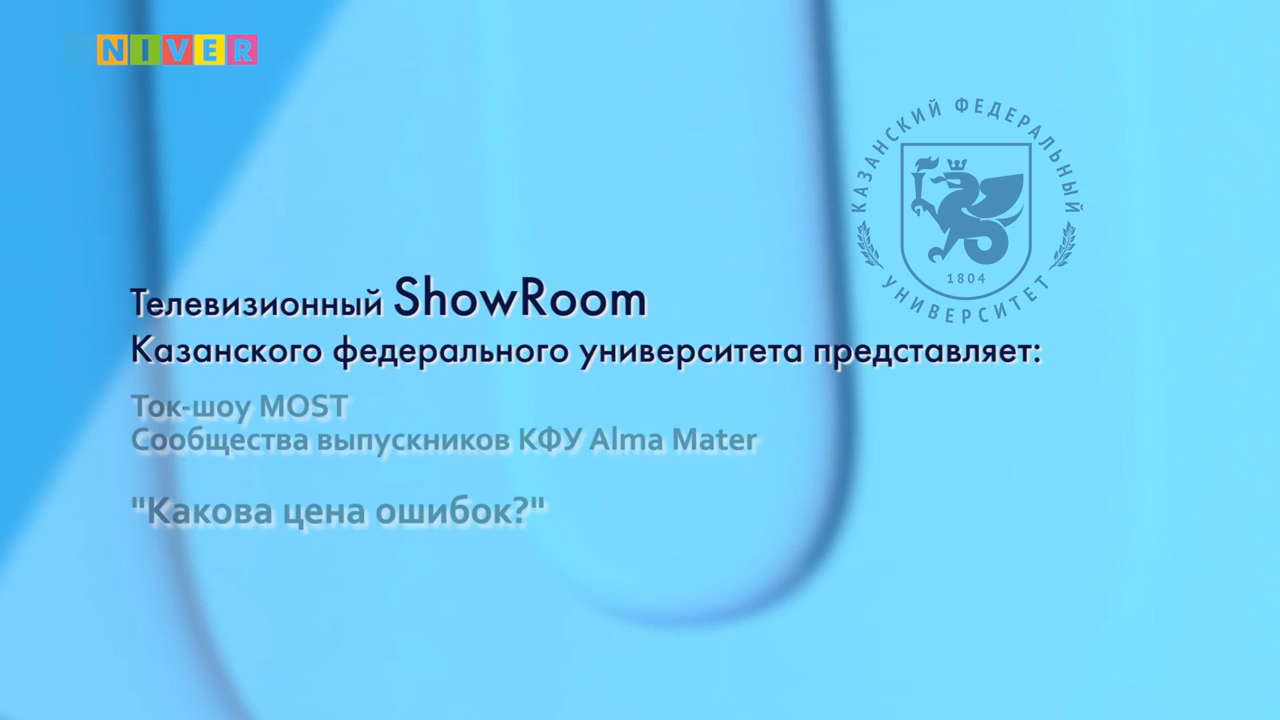 NIVER
КАЗАНСКИЙ ФЕДЕРАЛЬНЫЙ
УНИВЕРСИТЕТ
1804
Телевизионный ShowRoom
Казанского федерального университета представляет:
Ток-шоу MOST
Сообщества выпускников КФУ Alma Mater
"Какова цена ошибок?"